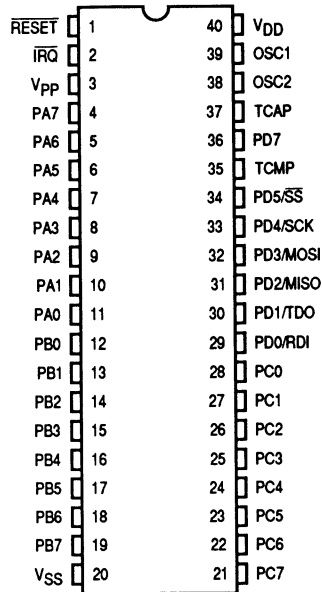 R̅E̅S̅E̅T̅ 1 40 VDD
I̅R̅Q̅ 2 39 OSC1
VPP 3 38 OSC2
PA7 4 37 TCAP
PA6 5 36 PD7
PA5 6 35 TCMP
PA4 7 34 PD5/S̅S̅
PA3 8 33 PD4/SCK
PA2 9 32 PD3/MOSI
PA1 10 31 PD2/MISO
PA0 11 30 PD1/TDO
PB0 12 29 PD0/RDI
PB1 13 28 PC0
PB2 14 27 PC1
PB3 15 26 PC2
PB4 16 25 PC3
PB5 17 24 PC4
PB6 18 23 PC5
PB7 19 22 PC6
VSS 20 21 PC7